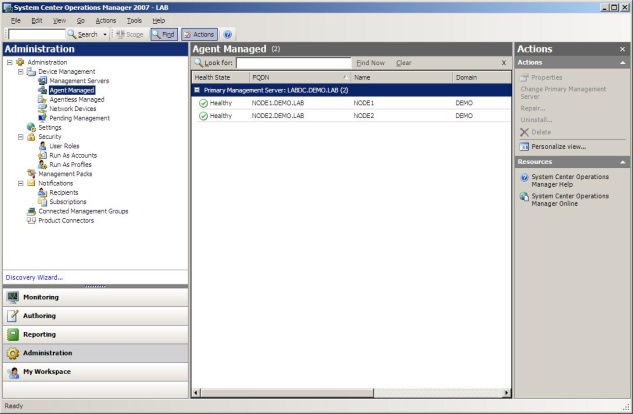 System Center Operations Manager 2007 - LAB
File Edit View Go Actions Tools Help
Search Scope Find Actions
Administration
Administration
Device Management
Management Servers
Agent Managed
Agentless Managed
Network Devices
Pending Management
Settings
Security
User Roles
Run As Accounts
Run As Profiles
Management Packs
Notifications
Recipients
Subscriptions
Connected Management Groups
Product Connectors
Discovery Wizard...
Monitoring
Authoring
Reporting
Administration
My Workspace
Agent Managed (2)
Look for: Find Now Clear X
Health State FQDN Name Domain
Primary Management Server: LABDC.DEMO.LAB (2)
Healthy NODE1.DEMO.LAB NODE1 DEMO
Healthy NODE2.DEMO.LAB NODE2 DEMO
Actions
Actions
Properties
Change Primary Management
Server
Repair...
Uninstall...
Delete
Personalize view...
Resources
System Center Operations
Manager Help
System Center Operations
Manager Online
Ready